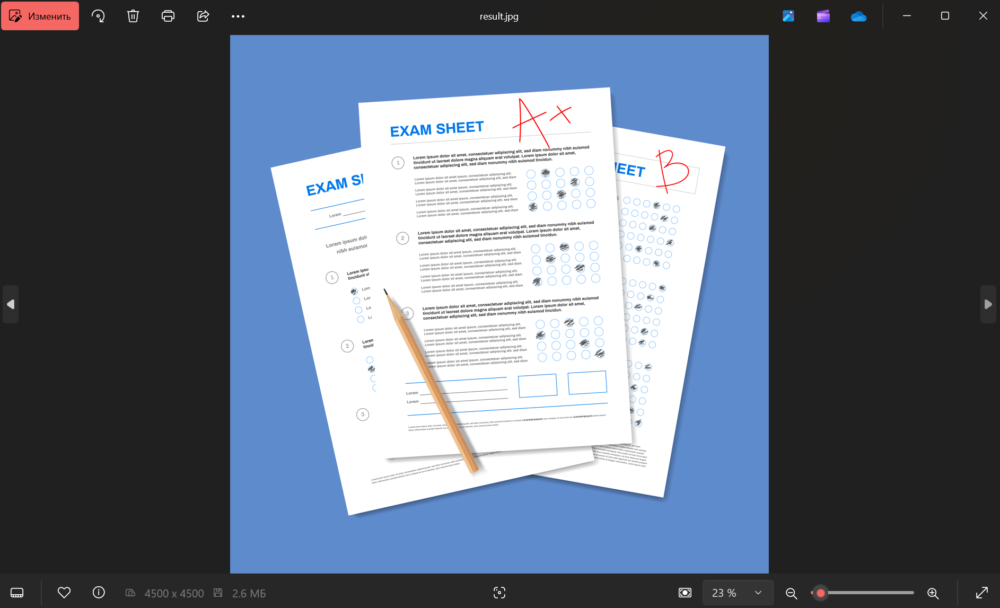 Изменить
result.jpg
EXAM SHEET
A+
1
Lorem ipsum dolor sit amet, consectetuer adipiscing elit, sed diam nonummy nibh euismod
tincidunt ut laoreet dolore magna aliquam erat volutpat. Lorem ipsum dolor sit amet,
consectetuer adipiscing elit, sed diam nonummy nibh euismod tincidun.
Lorem ipsum dolor sit amet ipsum, consectetuer adipiscing elit.
Lorem ipsum dolor sit amet, consectetuer adipiscing elit, sed diam
Lorem ipsum dolor sit amet ipsum, consectetuer adipiscing elit.
Lorem ipsum dolor sit amet, consectetuer adipiscing elit, sed diam
Lorem ipsum dolor sit amet ipsum, consectetuer adipiscing elit.
Lorem ipsum dolor sit amet, consectetuer adipiscing elit, sed diam
Lorem ipsum dolor sit amet ipsum, consectetuer adipiscing elit.
Lorem ipsum dolor sit amet, consectetuer adipiscing elit, sed diam
2
Lorem ipsum dolor sit amet, consectetuer adipiscing elit, sed diam nonummy nibh euismod
tincidunt ut laoreet dolore magna aliquam erat volutpat. Lorem ipsum dolor sit amet,
consectetuer adipiscing elit, sed diam nonummy nibh euismod tincidun.
Lorem ipsum dolor sit amet ipsum, consectetuer adipiscing elit.
Lorem ipsum dolor sit amet, consectetuer adipiscing elit, sed diam
Lorem ipsum dolor sit amet ipsum, consectetuer adipiscing elit.
Lorem ipsum dolor sit amet, consectetuer adipiscing elit, sed diam
Lorem ipsum dolor sit amet ipsum, consectetuer adipiscing elit.
Lorem ipsum dolor sit amet, consectetuer adipiscing elit, sed diam
Lorem ipsum dolor sit amet ipsum, consectetuer adipiscing elit.
Lorem ipsum dolor sit amet, consectetuer adipiscing elit, sed diam
3
Lorem ipsum dolor sit amet, consectetuer adipiscing elit, sed diam nonummy nibh euismod
tincidunt ut laoreet dolore magna aliquam erat volutpat. Lorem ipsum dolor sit amet,
consectetuer adipiscing elit, sed diam nonummy nibh euismod tincidun.
Lorem ipsum dolor sit amet ipsum, consectetuer adipiscing elit.
Lorem ipsum dolor sit amet, consectetuer adipiscing elit, sed diam
Lorem ipsum dolor sit amet ipsum, consectetuer adipiscing elit.
Lorem ipsum dolor sit amet, consectetuer adipiscing elit, sed diam
Lorem ipsum dolor sit amet ipsum, consectetuer adipiscing elit.
Lorem ipsum dolor sit amet, consectetuer adipiscing elit, sed diam
Lorem ipsum dolor sit amet ipsum, consectetuer adipiscing elit.
orem ipsum dolor sit amet, consectetuer adipiscing elit, sed diam
Lorem
Lorem
EXAM SH
Lorem
Lorem ipsum dol
nibh euismor
1
Lorem ipsu
tincidunt u
Lor
Lor
Lo
L
2
Lorem
tincid
3
HEET
B
9
4500 x 4500
2.6 МБ
23 %